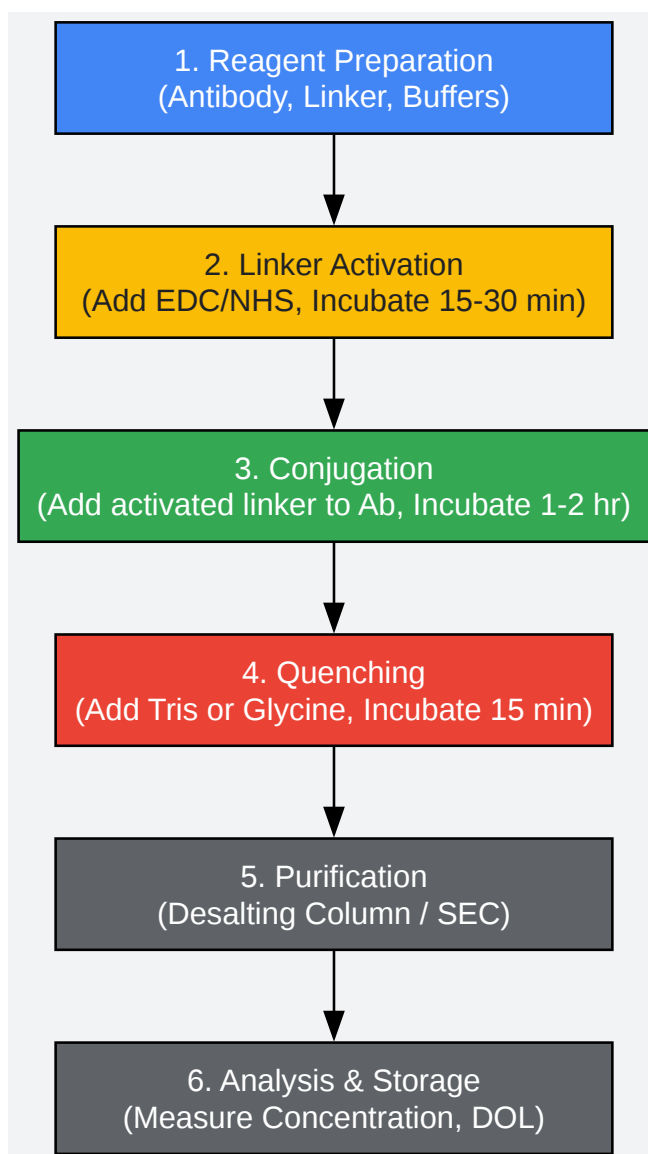 1. Reagent Preparation
(Antibody, Linker, Buffers)
2. Linker Activation
(Add EDC/NHS, Incubate 15-30 min)
3. Conjugation
(Add activated linker to Ab, Incubate 1-2 hr)
4. Quenching
(Add Tris or Glycine, Incubate 15 min)
5. Purification
(Desalting Column / SEC)
6. Analysis & Storage
(Measure Concentration, DOL)